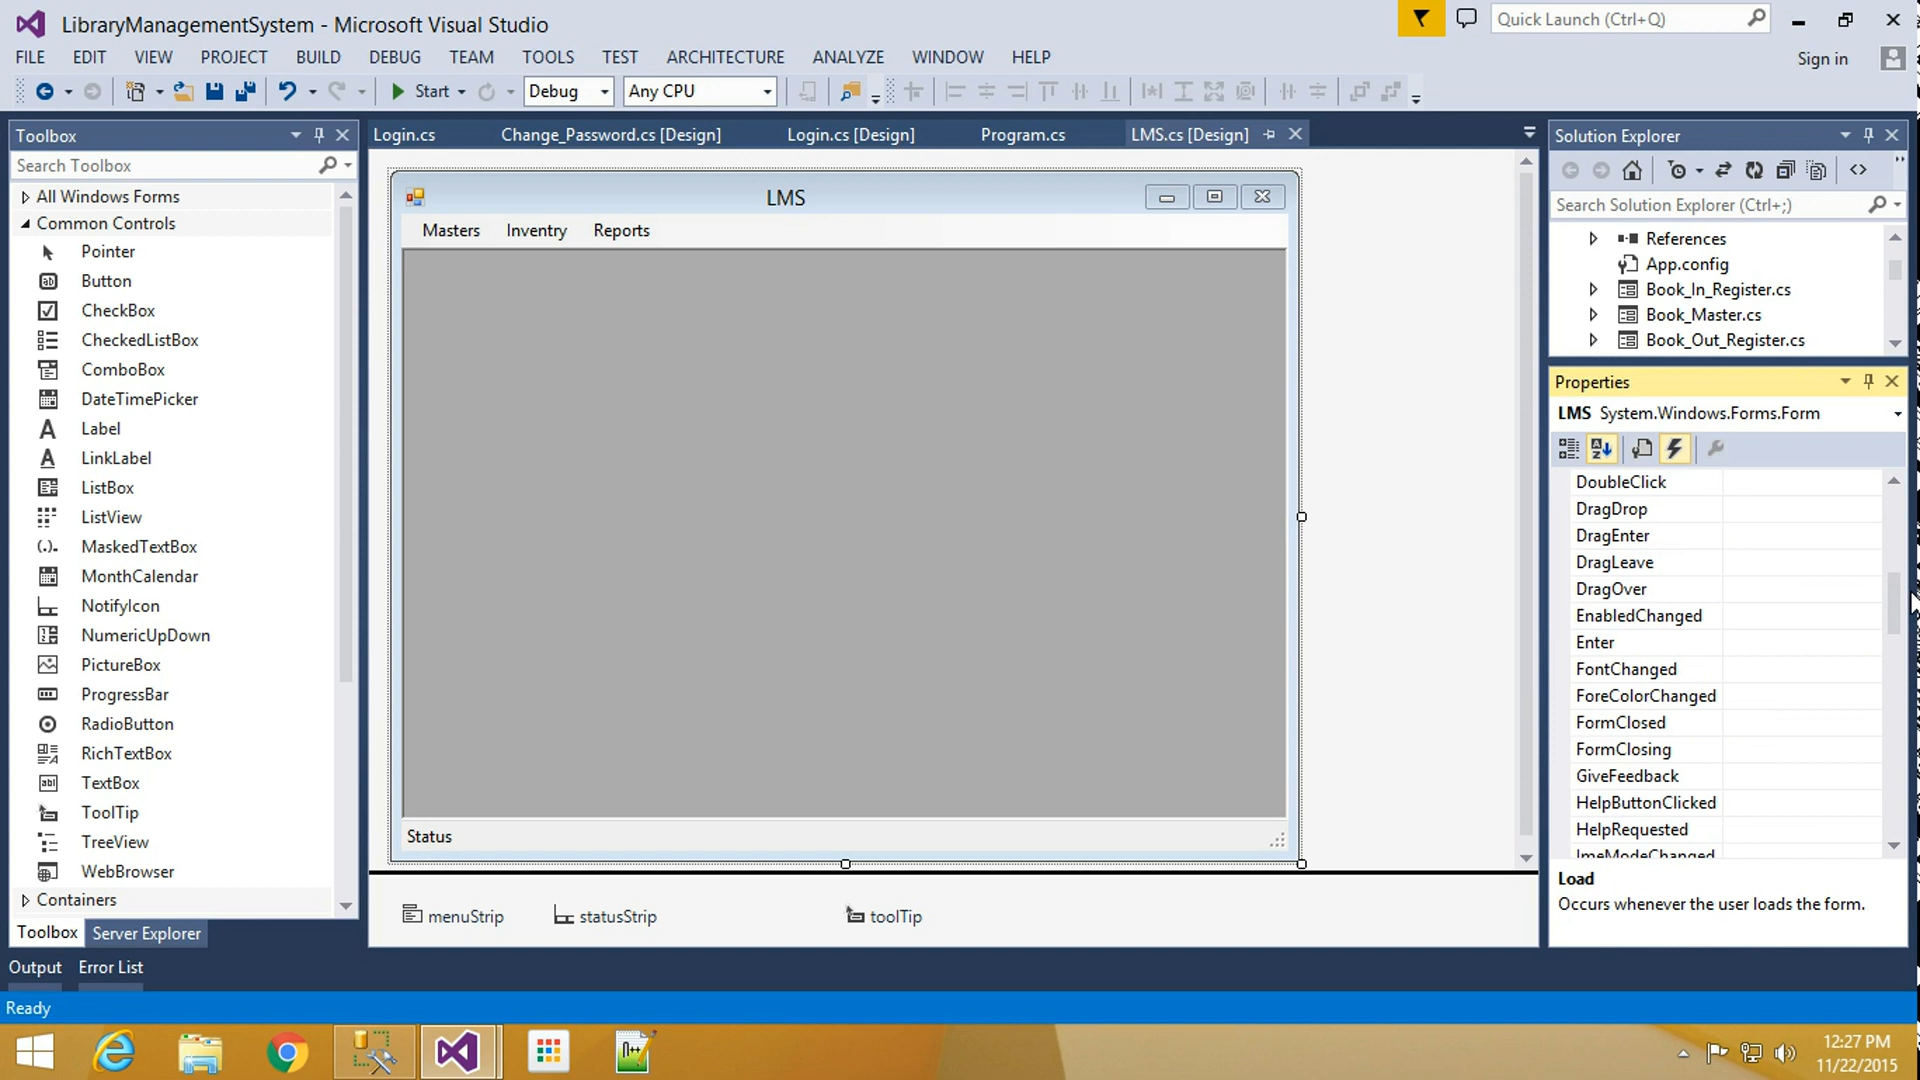 LibraryManagementSystem - Microsoft Visual Studio
Quick Launch (Ctrl+Q)
FILE EDIT VIEW PROJECT BUILD DEBUG TEAM TOOLS TEST ARCHITECTURE ANALYZE WINDOW HELP
Sign in
Start Debug Any CPU
Toolbox
Search Toolbox
All Windows Forms
Common Controls
Pointer
Button
CheckBox
CheckedListBox
ComboBox
DateTimePicker
Label
LinkLabel
ListBox
ListView
MaskedTextBox
MonthCalendar
NotifyIcon
NumericUpDown
PictureBox
ProgressBar
RadioButton
RichTextBox
TextBox
ToolTip
TreeView
WebBrowser
Containers
Toolbox Server Explorer
Login.cs Change_Password.cs [Design] Login.cs [Design] Program.cs LMS.cs [Design]
LMS
Masters Inventry Reports
Status
menuStrip statusStrip toolTip
Solution Explorer
Search Solution Explorer (Ctrl+;)
References
App.config
Book_In_Register.cs
Book_Master.cs
Book_Out_Register.cs
Properties
LMS System.Windows.Forms.Form
DoubleClick
DragDrop
DragEnter
DragLeave
DragOver
EnabledChanged
Enter
FontChanged
ForeColorChanged
FormClosed
FormClosing
GiveFeedback
HelpButtonClicked
HelpRequested
ImeModeChanged
Load
Occurs whenever the user loads the form.
Output Error List
Ready
12:27 PM
11/22/2015